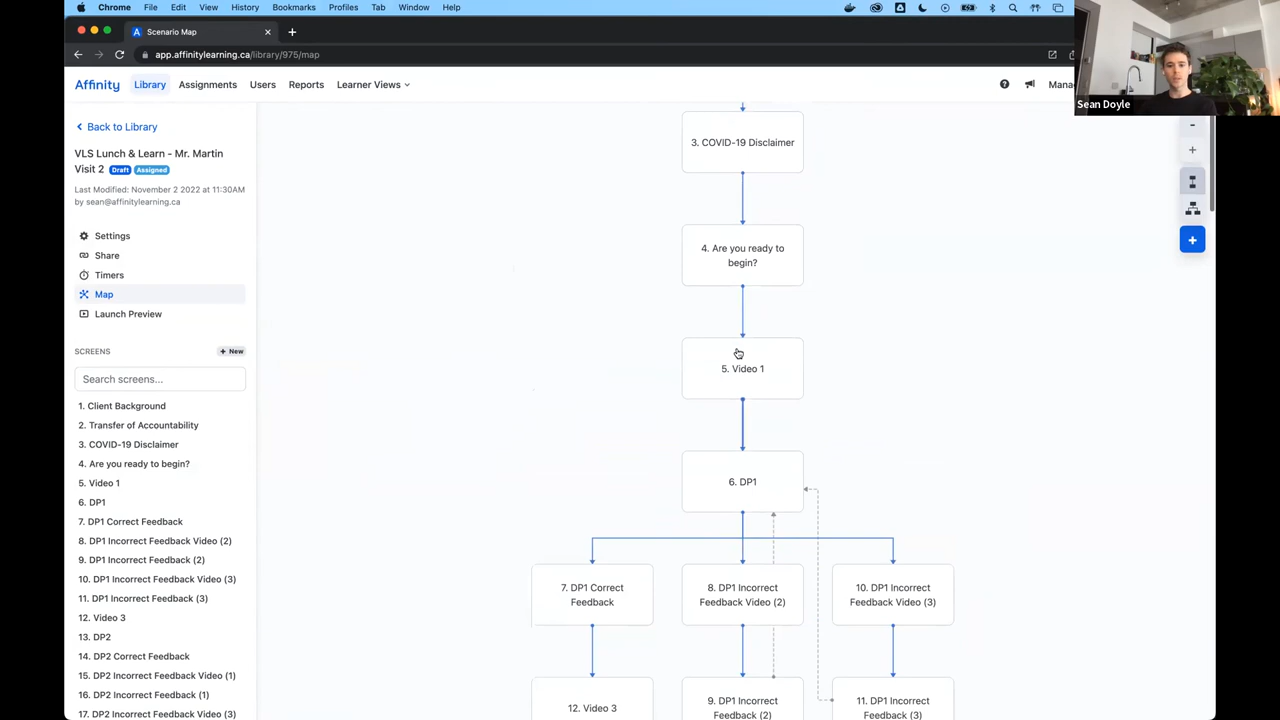 Chrome File Edit View History Bookmarks Profiles Tab Window Help
Scenario Map
app.affinitylearning.ca/library/975/map
Affinity Library Assignments Users Reports Learner Views
Sean Doyle
Back to Library
VLS Lunch & Learn - Mr. Martin
Visit 2 Draft Assigned
Last Modified: November 2 2022 at 11:30AM
by sean@affinitylearning.ca
Settings
Share
Timers
Map
Launch Preview
SCREENS + New
Search screens...
1. Client Background
2. Transfer of Accountability
3. COVID-19 Disclaimer
4. Are you ready to begin?
5. Video 1
6. DP1
7. DP1 Correct Feedback
8. DP1 Incorrect Feedback Video (2)
9. DP1 Incorrect Feedback (2)
10. DP1 Incorrect Feedback Video (3)
11. DP1 Incorrect Feedback (3)
12. Video 3
13. DP2
14. DP2 Correct Feedback
15. DP2 Incorrect Feedback Video (1)
16. DP2 Incorrect Feedback (1)
17. DP2 Incorrect Feedback Video (3)
3. COVID-19 Disclaimer
4. Are you ready to
begin?
5. Video 1
6. DP1
7. DP1 Correct
Feedback
8. DP1 Incorrect
Feedback Video (2)
10. DP1 Incorrect
Feedback Video (3)
12. Video 3
9. DP1 Incorrect
Feedback (2)
11. DP1 Incorrect
Feedback (3)